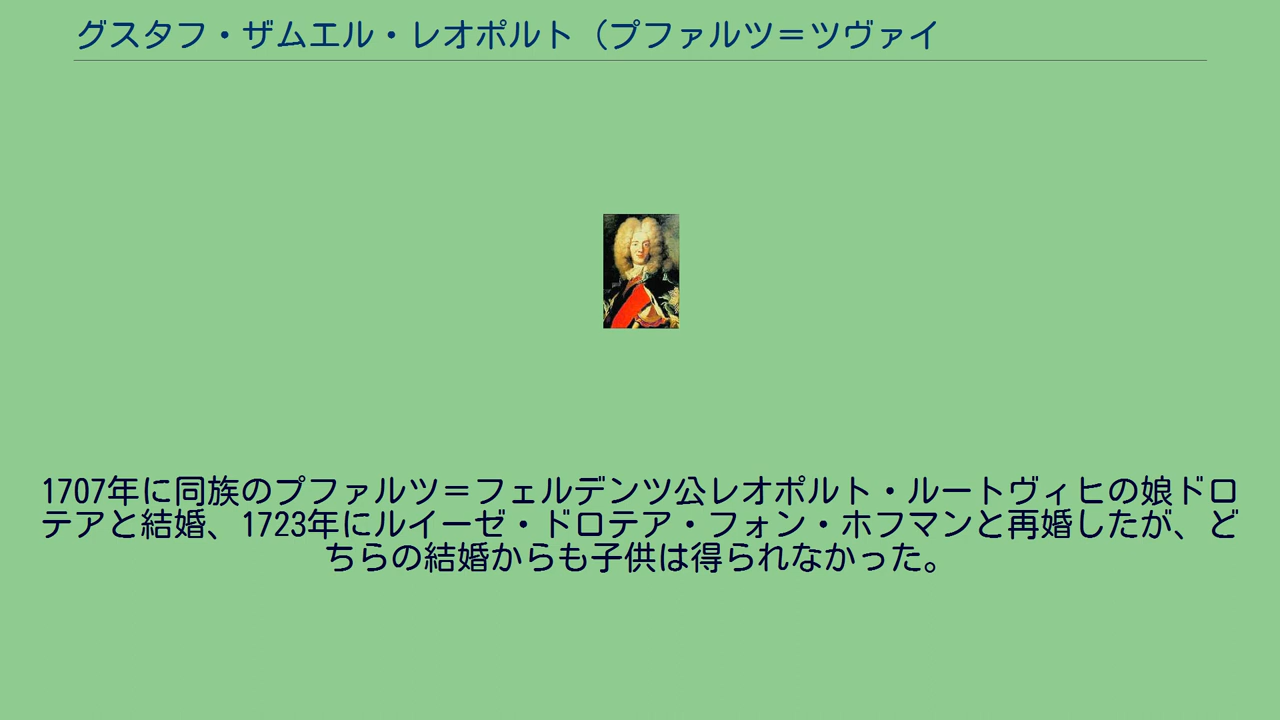 グスタフ・ザムエル・レオポルト（プファルツ＝ツヴァイ
1707年に同族のプファルツ＝フェルデンツ公レオポルト・ルートヴィヒの娘ドロ
テアと結婚、1723年にルイーゼ・ドロテア・フォン・ホフマンと再婚したが、ど
ちらの結婚からも子供は得られなかった。